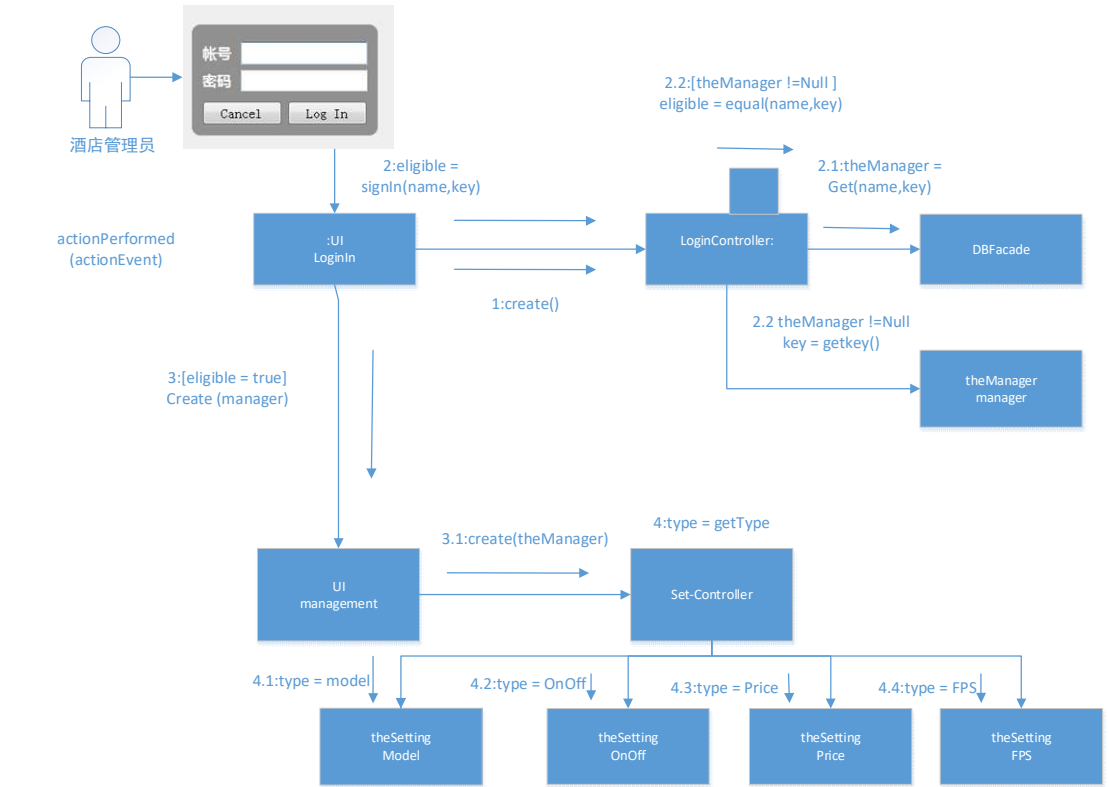 帐号
密码
Cancel
Log In
酒店管理员
2.2:[theManager !=Null ]
eligible = equal(name,key)
2:eligible =
signIn(name,key)
2.1:theManager =
Get(name,key)
actionPerformed
(actionEvent)
:UI
LoginIn
LoginController:
DBFacade
1:create()
2.2 theManager !=Null
key = getkey()
3:[eligible = true]
Create (manager)
theManager
manager
4:type = getType
3.1:create(theManager)
UI
management
Set-Controller
4.1:type = model
4.2:type = OnOff
4.3:type = Price
4.4:type = FPS
theSetting
Model
theSetting
OnOff
theSetting
Price
theSetting
FPS